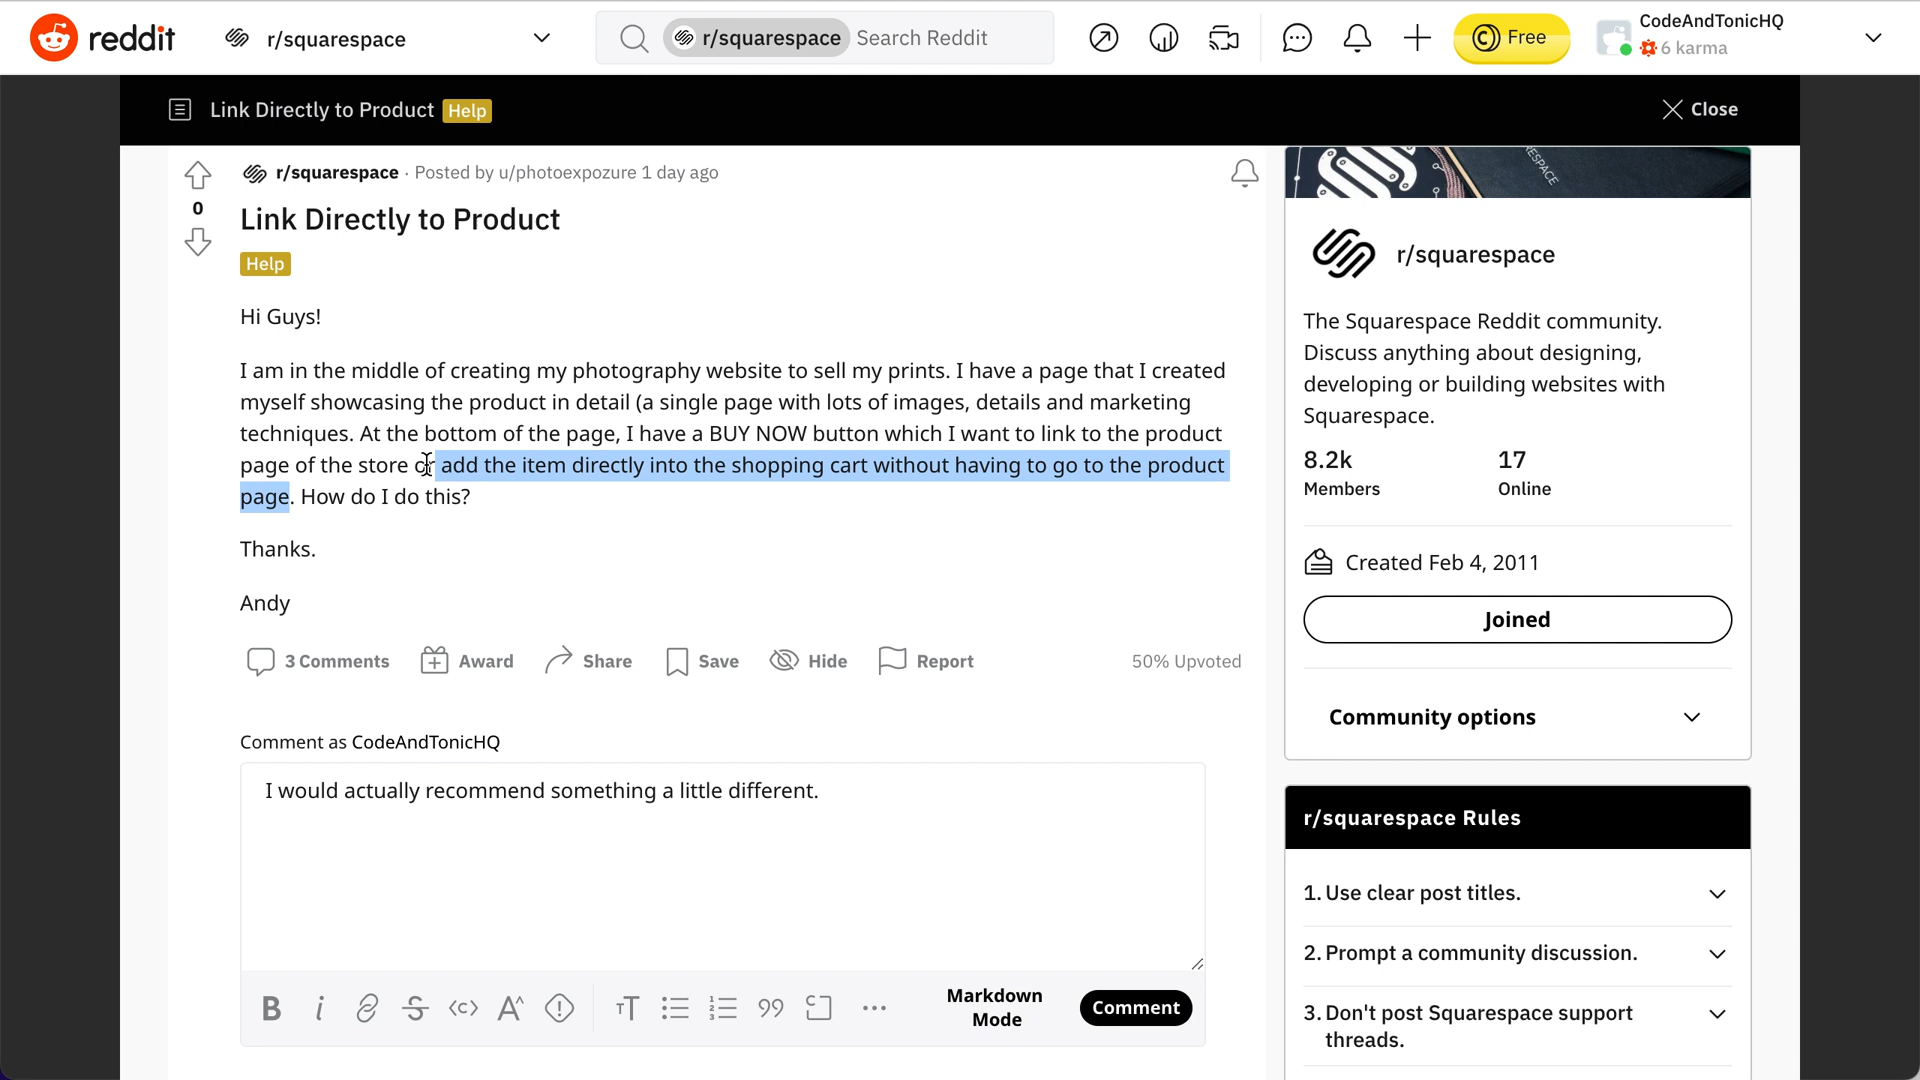 reddit
r/squarespace
r/squarespace Search Reddit
Free
CodeAndTonicHQ
6 karma
Link Directly to Product Help
Close
0
r/squarespace · Posted by u/photoexpozure 1 day ago
Link Directly to Product
Help
Hi Guys!
I am in the middle of creating my photography website to sell my prints. I have a page that I created
myself showcasing the product in detail (a single page with lots of images, details and marketing
techniques. At the bottom of the page, I have a BUY NOW button which I want to link to the product
page of the store or add the item directly into the shopping cart without having to go to the product
page. How do I do this?
Thanks.
Andy
3 Comments Award Share Save Hide Report 50% Upvoted
Comment as CodeAndTonicHQ
I would actually recommend something a little different.
Markdown
Mode
Comment
r/squarespace
The Squarespace Reddit community.
Discuss anything about designing,
developing or building websites with
Squarespace.
8.2k 17
Members Online
Created Feb 4, 2011
Joined
Community options
r/squarespace Rules
1. Use clear post titles.
2. Prompt a community discussion.
3. Don't post Squarespace support
threads.